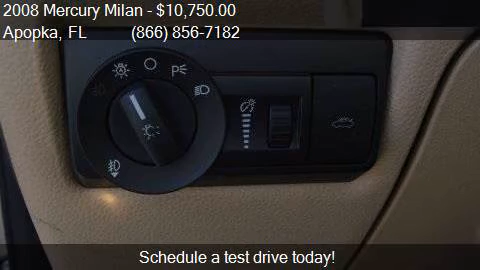 2008 Mercury Milan - $10,750.00
Apopka, FL (866) 856-7182
Schedule a test drive today!